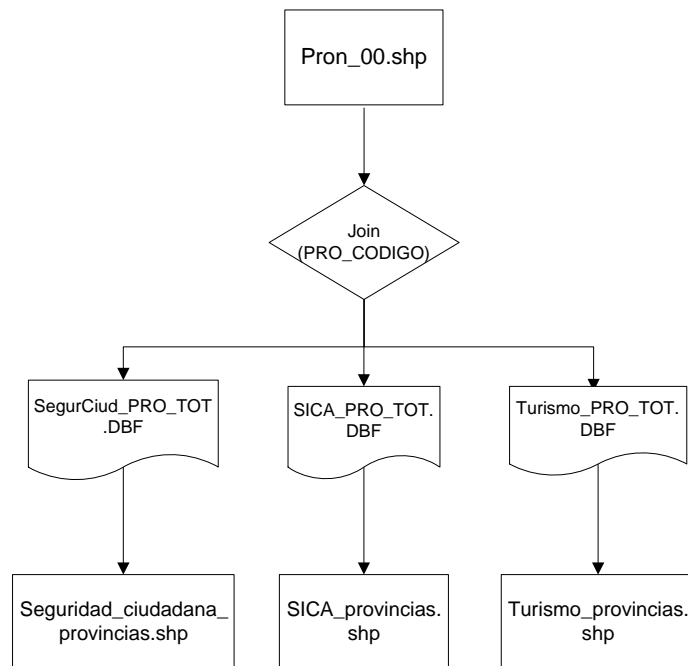 Pron_00.shp
Join
(PRO_CODIGO)
SegurCiud_PRO_TOT
.DBF
SICA_PRO_TOT.
DBF
Turismo_PRO_TOT.
DBF
Seguridad_ciudadana_
provincias.shp
SICA_provincias.
shp
Turismo_provincias.
shp